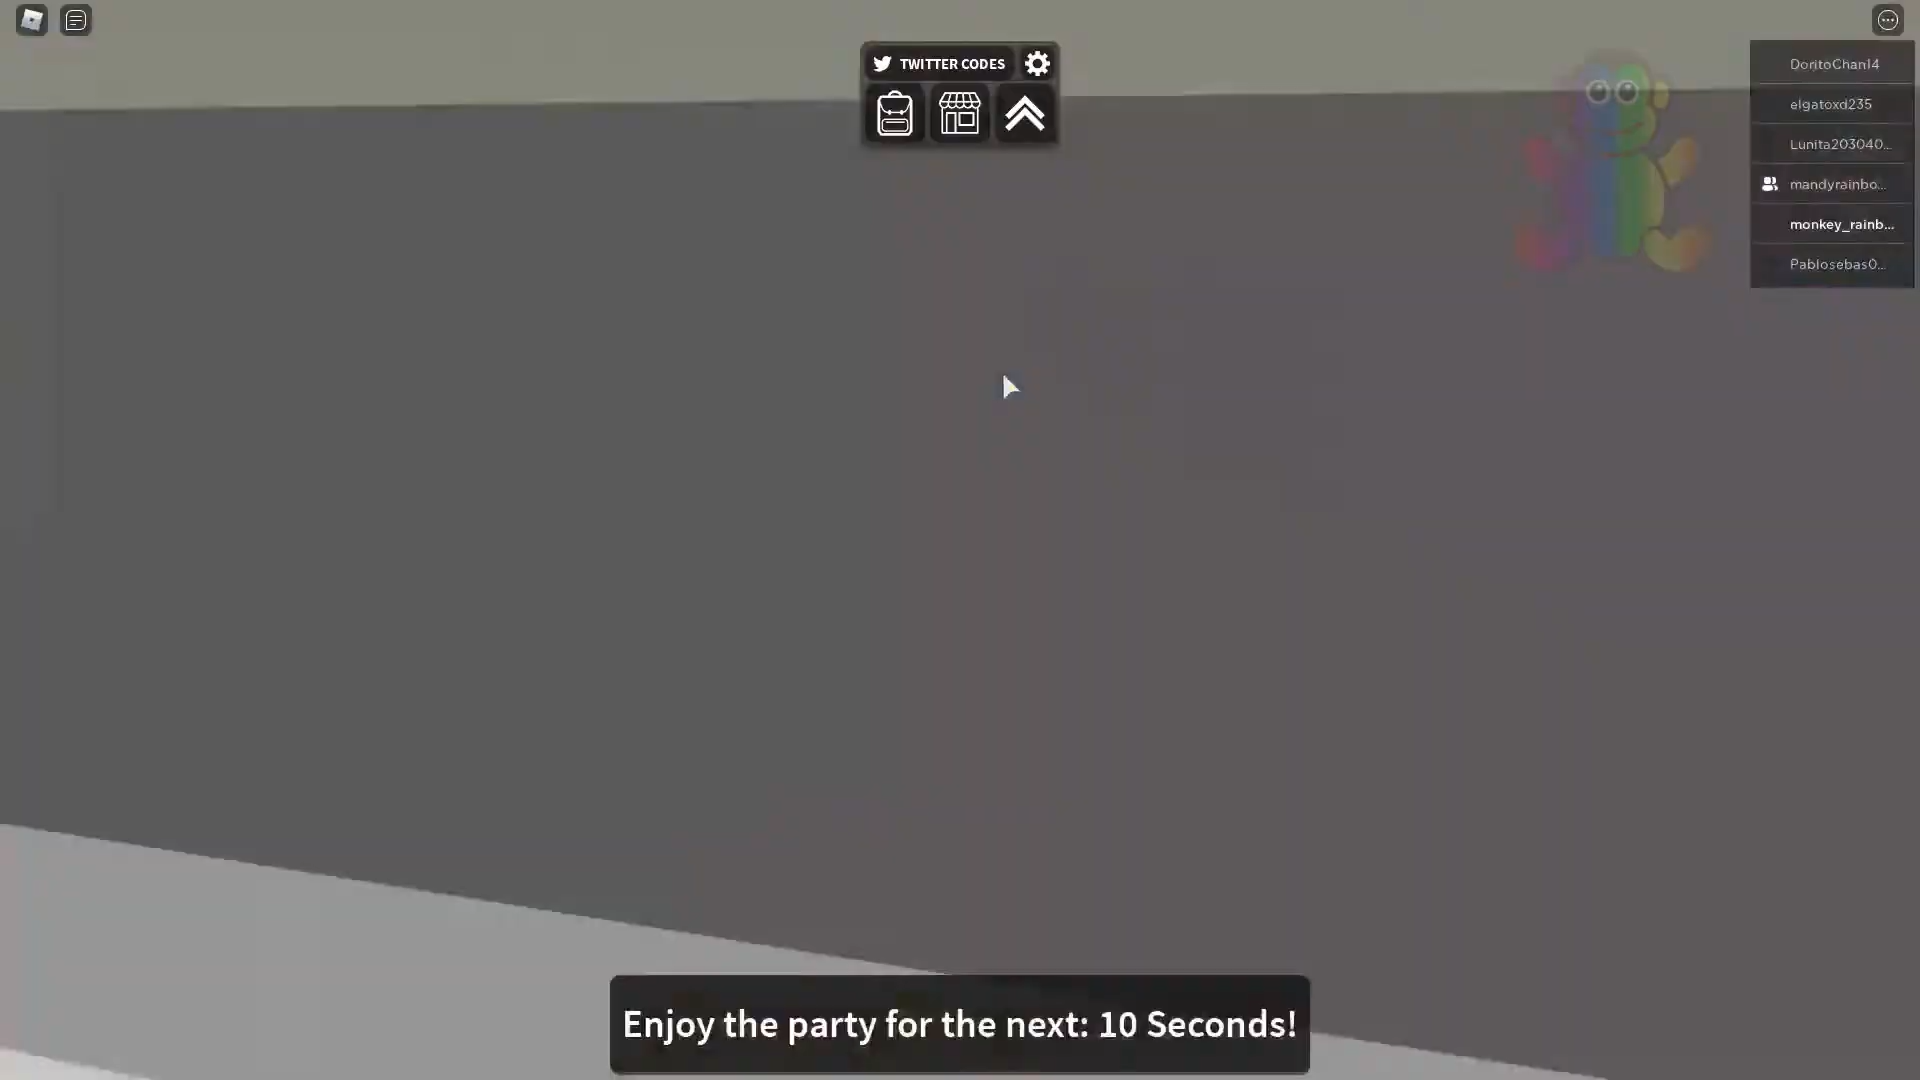 TWITTER CODES
DoritoChan14
elgatoxd235
Lunita203040...
mandyrainbo...
monkey_rainb...
Pablosebas0...
Enjoy the party for the next: 10 Seconds!